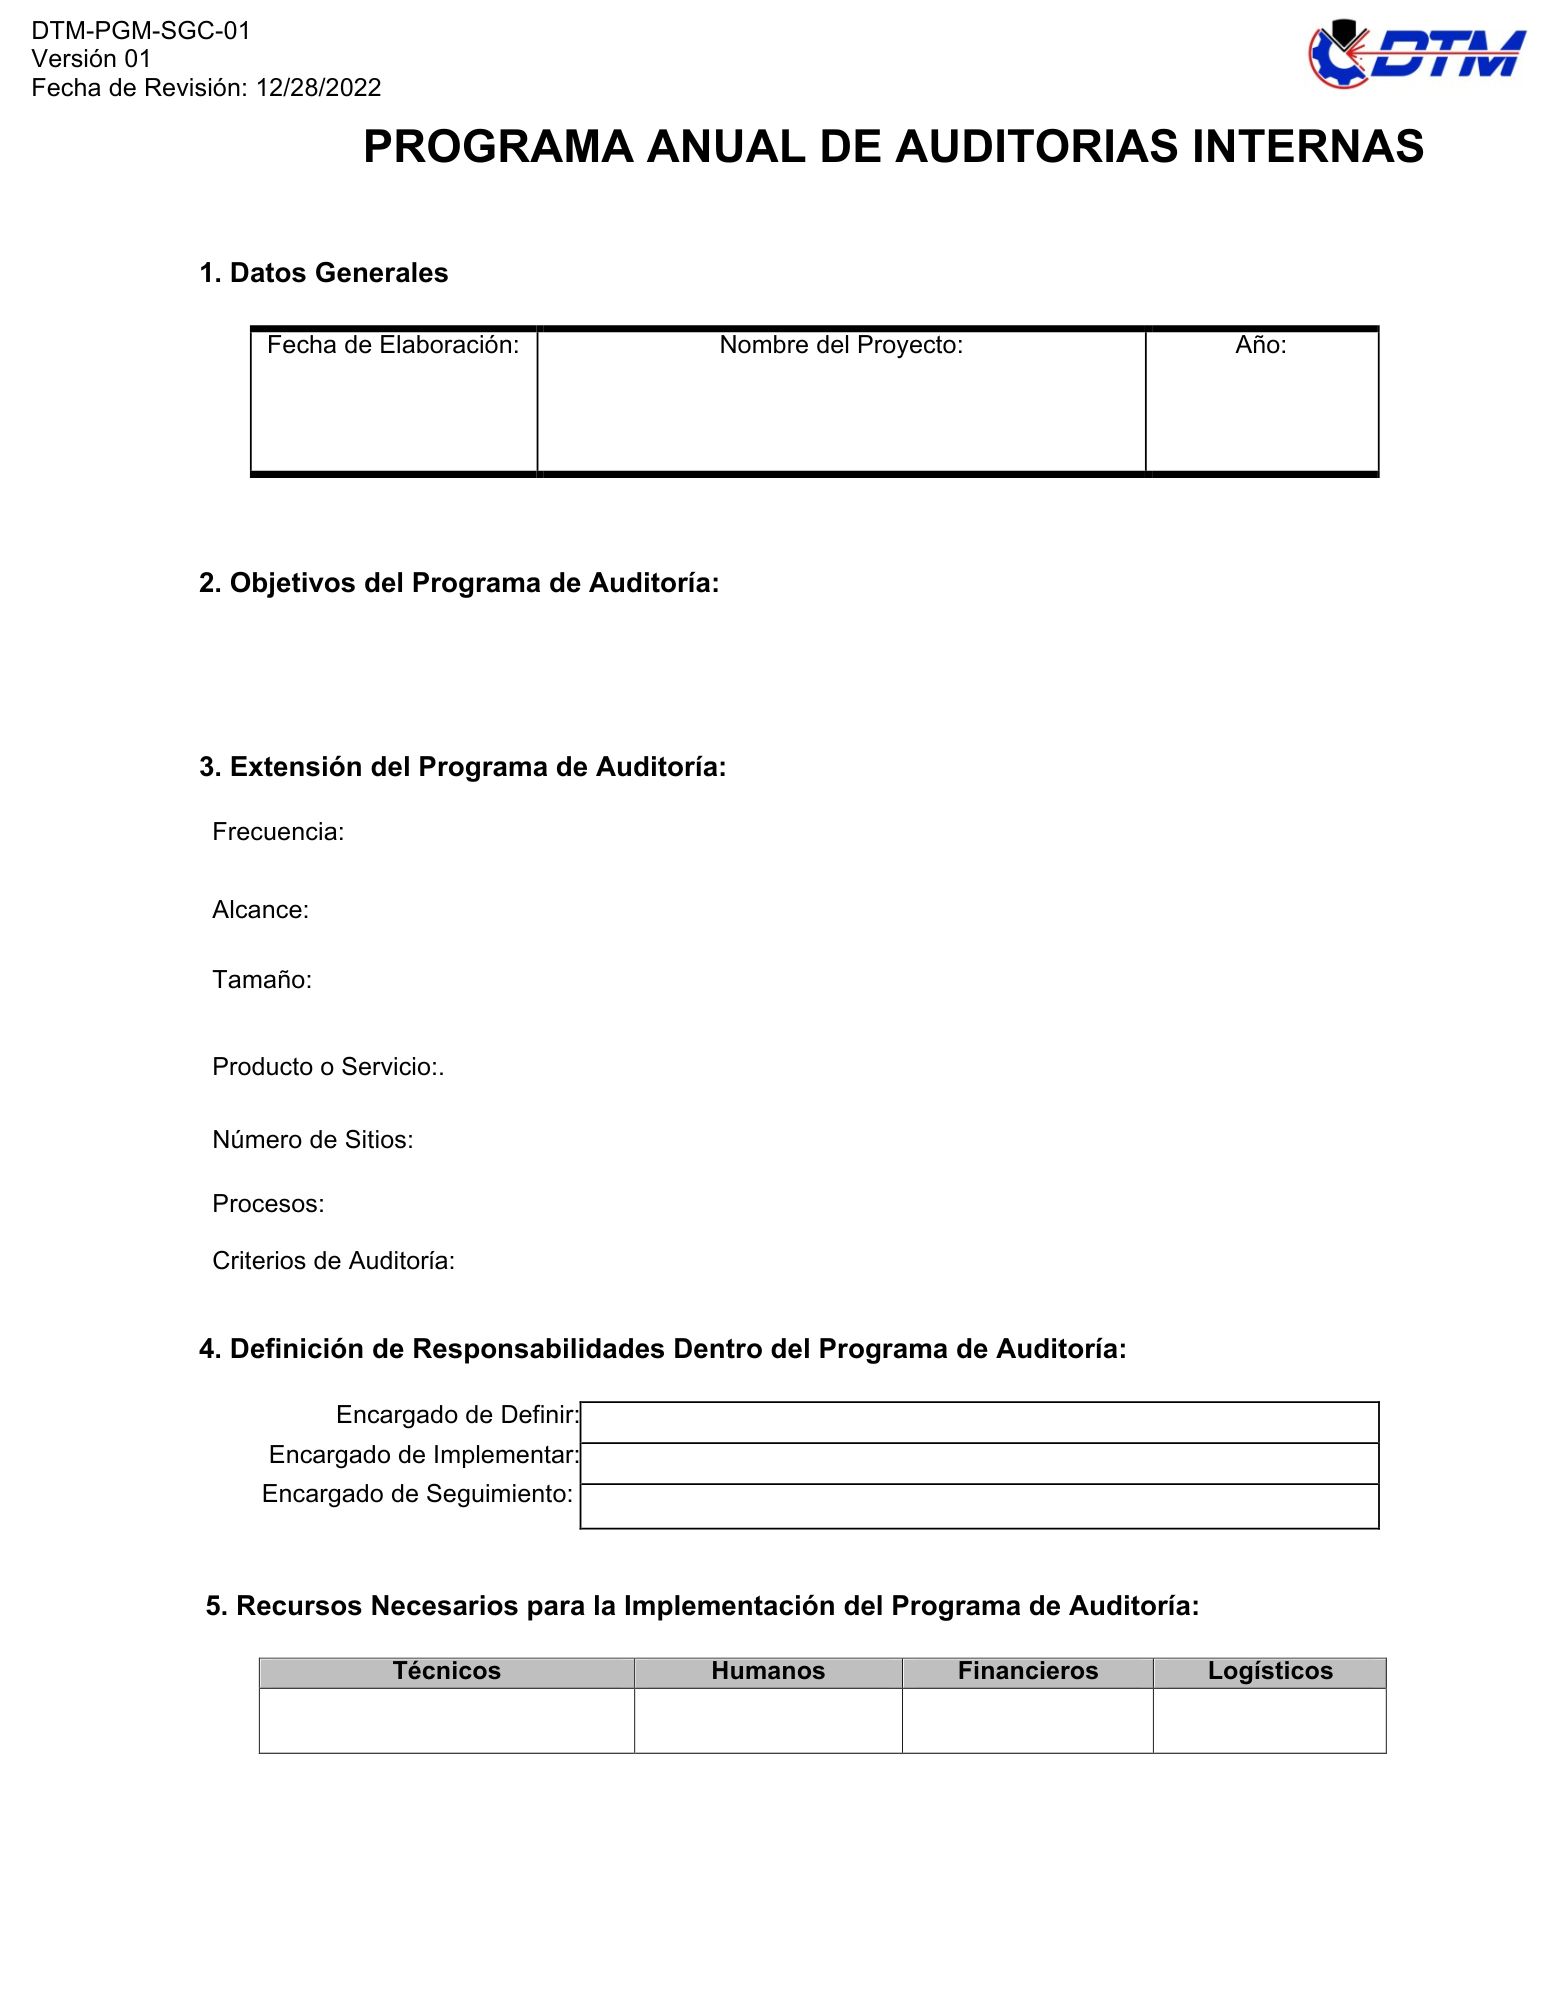 DTM-PGM-SGC-01
Versión 01
Fecha de Revisión: 12/28/2022
DTM
PROGRAMA ANUAL DE AUDITORIAS INTERNAS
1. Datos Generales
Fecha de Elaboración: Nombre del Proyecto: Año:
2. Objetivos del Programa de Auditoría:
3. Extensión del Programa de Auditoría:
Frecuencia:
Alcance:
Tamaño:
Producto o Servicio:.
Número de Sitios:
Procesos:
Criterios de Auditoría:
4. Definición de Responsabilidades Dentro del Programa de Auditoría:
Encargado de Definir:
Encargado de Implementar:
Encargado de Seguimiento:
5. Recursos Necesarios para la Implementación del Programa de Auditoría:
Técnicos Humanos Financieros Logísticos